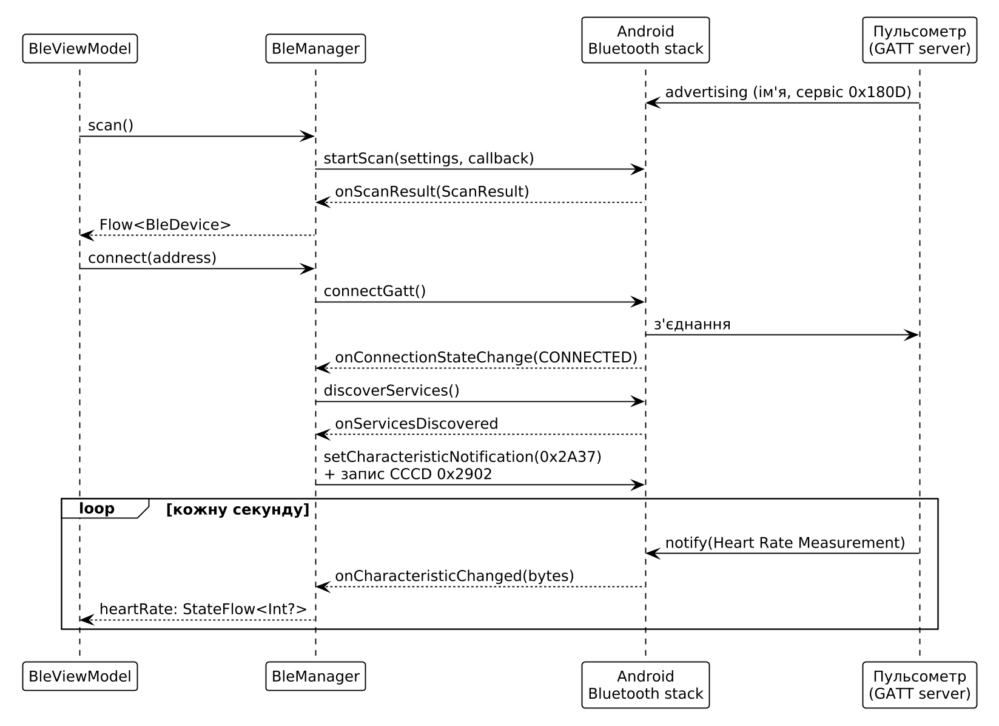 BleViewModel
BleManager
Android
Bluetooth stack
Пульсометр
(GATT server)
advertising (ім'я, сервіс 0x180D)
scan()
startScan(settings, callback)
onScanResult(ScanResult)
Flow<BleDevice>
connect(address)
connectGatt()
з'єднання
onConnectionStateChange(CONNECTED)
discoverServices()
onServicesDiscovered
setCharacteristicNotification(0x2A37)
+ запис CCCD 0x2902
loop [кожну секунду]
notify(Heart Rate Measurement)
onCharacteristicChanged(bytes)
heartRate: StateFlow<Int?>
BleViewModel
BleManager
Android
Bluetooth stack
Пульсометр
(GATT server)